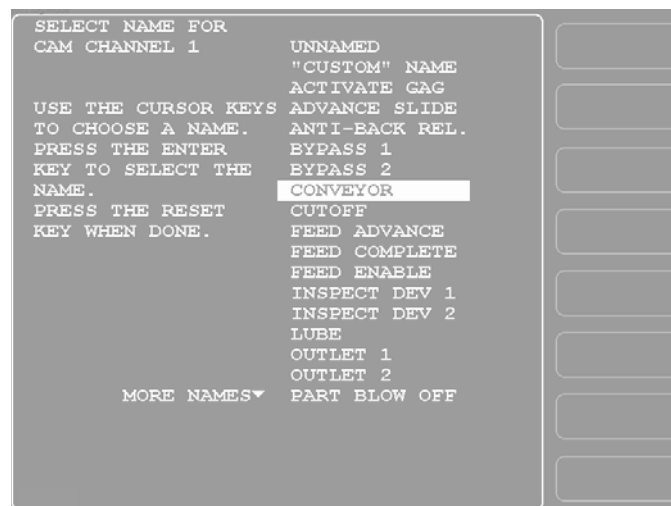 SELECT NAME FOR
CAM CHANNEL 1
USE THE CURSOR KEYS
TO CHOOSE A NAME.
PRESS THE ENTER
KEY TO SELECT THE
NAME.
PRESS THE RESET
KEY WHEN DONE.
UNNAMED
"CUSTOM" NAME
ACTIVATE GAG
ADVANCE SLIDE
ANTI-BACK REL.
BYPASS 1
BYPASS 2
CONVEYOR
CUTOFF
FEED ADVANCE
FEED COMPLETE
FEED ENABLE
INSPECT DEV 1
INSPECT DEV 2
LUBE
OUTLET 1
OUTLET 2
PART BLOW OFF
MORE NAMES▼